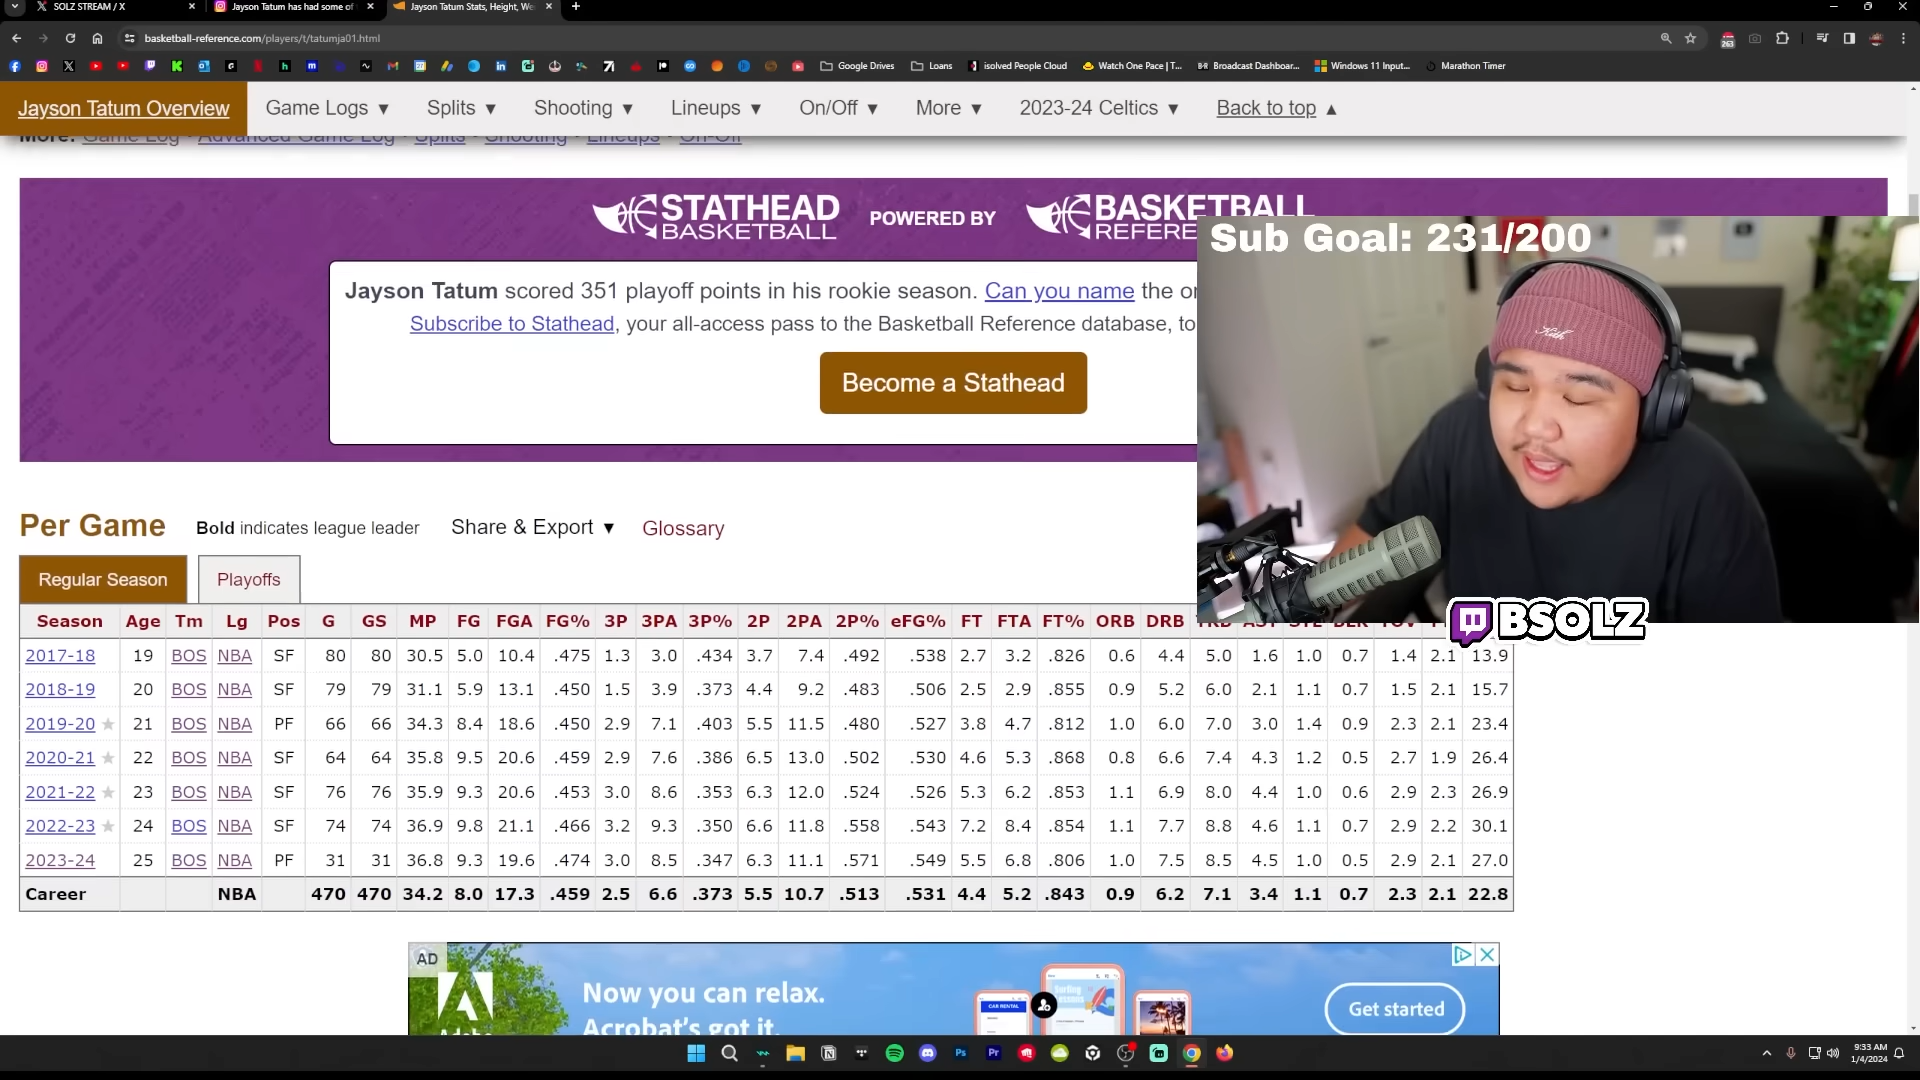 SOLZ STREAM / X
Jayson Tatum has had some of
Jayson Tatum Stats, Height, We
basketball-reference.com/players/t/tatumja01.html
263
Google Drives Loans isolved People Cloud Watch One Pace | T... Broadcast Dashboar... Windows 11 Input... Marathon Timer
Jayson Tatum Overview Game Logs ▼ Splits ▼ Shooting ▼ Lineups ▼ On/Off ▼ More ▼ 2023-24 Celtics ▼ Back to top ▲
More: Game Log · Advanced Game Log · Splits · Shooting · Lineups · On-Off
STATHEAD BASKETBALL POWERED BY BASKETBALL REFERE
Sub Goal: 231/200
Jayson Tatum scored 351 playoff points in his rookie season. Can you name the or
Subscribe to Stathead, your all-access pass to the Basketball Reference database, to
Kith
Become a Stathead
Per Game Bold indicates league leader Share & Export ▼ Glossary
Regular Season Playoffs
BSOLZ
Season Age Tm Lg Pos G GS MP FG FGA FG% 3P 3PA 3P% 2P 2PA 2P% eFG% FT FTA FT% ORB DRB TRB AST STL BLK TOV
2017-18 19 BOS NBA SF 80 80 30.5 5.0 10.4 .475 1.3 3.0 .434 3.7 7.4 .492 .538 2.7 3.2 .826 0.6 4.4 5.0 1.6 1.0 0.7 1.4 2.1 13.9
2018-19 20 BOS NBA SF 79 79 31.1 5.9 13.1 .450 1.5 3.9 .373 4.4 9.2 .483 .506 2.5 2.9 .855 0.9 5.2 6.0 2.1 1.1 0.7 1.5 2.1 15.7
2019-20 ★ 21 BOS NBA PF 66 66 34.3 8.4 18.6 .450 2.9 7.1 .403 5.5 11.5 .480 .527 3.8 4.7 .812 1.0 6.0 7.0 3.0 1.4 0.9 2.3 2.1 23.4
2020-21 ★ 22 BOS NBA SF 64 64 35.8 9.5 20.6 .459 2.9 7.6 .386 6.5 13.0 .502 .530 4.6 5.3 .868 0.8 6.6 7.4 4.3 1.2 0.5 2.7 1.9 26.4
2021-22 ★ 23 BOS NBA SF 76 76 35.9 9.3 20.6 .453 3.0 8.6 .353 6.3 12.0 .524 .526 5.3 6.2 .853 1.1 6.9 8.0 4.4 1.0 0.6 2.9 2.3 26.9
2022-23 ★ 24 BOS NBA SF 74 74 36.9 9.8 21.1 .466 3.2 9.3 .350 6.6 11.8 .558 .543 7.2 8.4 .854 1.1 7.7 8.8 4.6 1.1 0.7 2.9 2.2 30.1
2023-24 25 BOS NBA PF 31 31 36.8 9.3 19.6 .474 3.0 8.5 .347 6.3 11.1 .571 .549 5.5 6.8 .806 1.0 7.5 8.5 4.5 1.0 0.5 2.9 2.1 27.0
Career NBA 470 470 34.2 8.0 17.3 .459 2.5 6.6 .373 5.5 10.7 .513 .531 4.4 5.2 .843 0.9 6.2 7.1 3.4 1.1 0.7 2.3 2.1 22.8
AD
Now you can relax.
Acrobat's got it.
Adobe
CAR RENTAL
Surfing Lessons
Get started
9:33 AM
1/4/2024